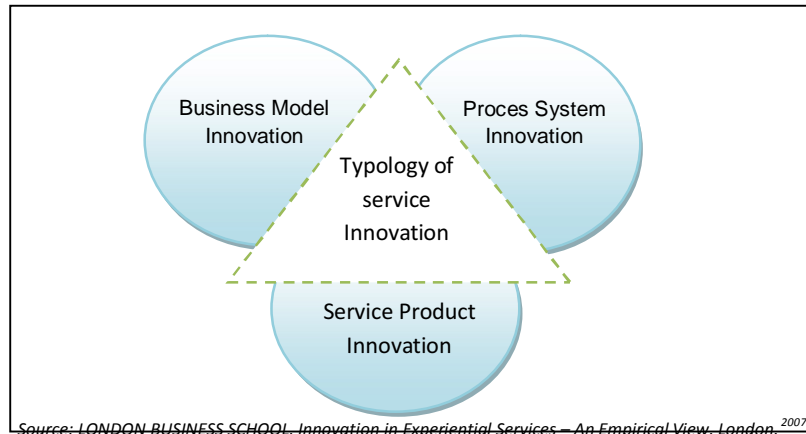 Business Model
Innovation
Proces System
Innovation
Typology of
service
Innovation
Service Product
Innovation
Source: LONDON BUSINESS SCHOOL. Innovation in Experiential Services – An Empirical View. London. 2007